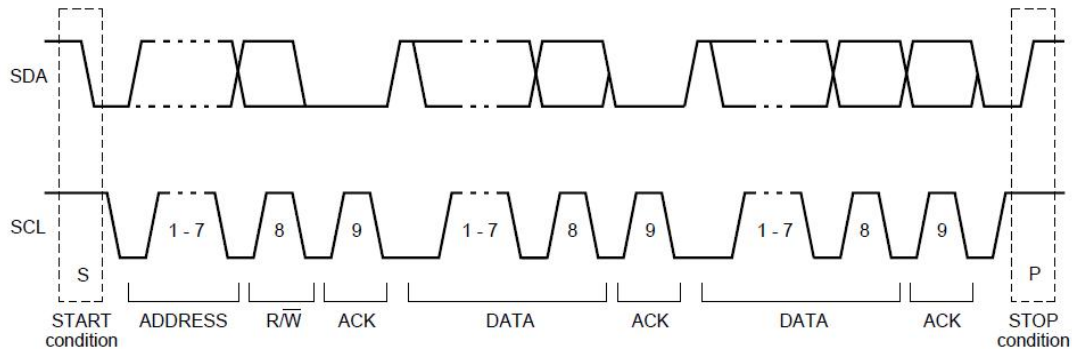 SDA
SCL
1 - 7
8
9
1 - 7
8
9
1 - 7
8
9
S
P
START
condition
ADDRESS
R/W̅
ACK
DATA
ACK
DATA
ACK
STOP
condition